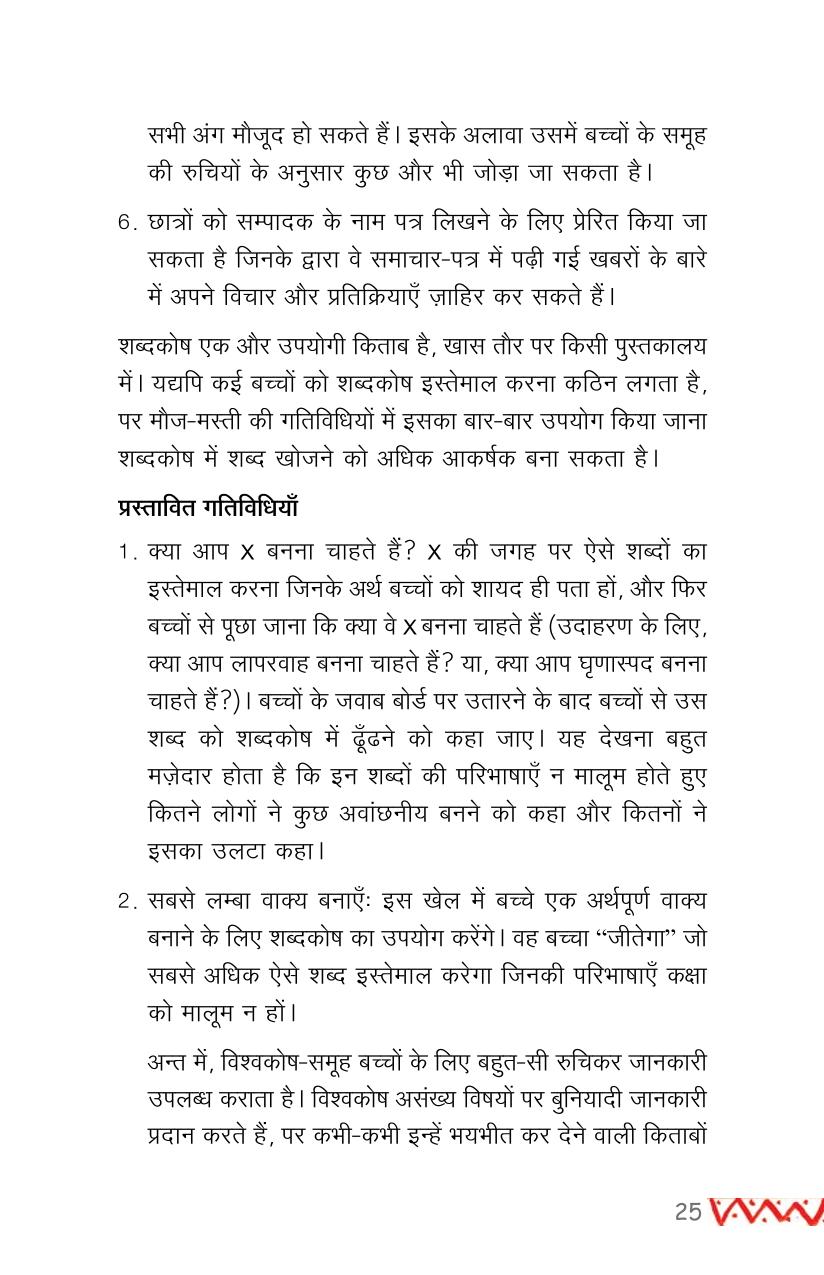 सभी अंग मौजूद हो सकते हैं। इसके अलावा उसमें बच्चों के समूह
की रुचियों के अनुसार कुछ और भी जोड़ा जा सकता है।
6. छात्रों को सम्पादक के नाम पत्र लिखने के लिए प्रेरित किया जा
सकता है जिनके द्वारा वे समाचार-पत्र में पढ़ी गई खबरों के बारे
में अपने विचार और प्रतिक्रियाएँ ज़ाहिर कर सकते हैं।
शब्दकोष एक और उपयोगी किताब है, खास तौर पर किसी पुस्तकालय
में। यद्यपि कई बच्चों को शब्दकोष इस्तेमाल करना कठिन लगता है,
पर मौज-मस्ती की गतिविधियों में इसका बार-बार उपयोग किया जाना
शब्दकोष में शब्द खोजने को अधिक आकर्षक बना सकता है।
प्रस्तावित गतिविधियाँ
1. क्या आप X बनना चाहते हैं? X की जगह पर ऐसे शब्दों का
इस्तेमाल करना जिनके अर्थ बच्चों को शायद ही पता हों, और फिर
बच्चों से पूछा जाना कि क्या वे X बनना चाहते हैं (उदाहरण के लिए,
क्या आप लापरवाह बनना चाहते हैं? या, क्या आप घृणास्पद बनना
चाहते हैं?)। बच्चों के जवाब बोर्ड पर उतारने के बाद बच्चों से उस
शब्द को शब्दकोष में ढूँढने को कहा जाए। यह देखना बहुत
मज़ेदार होता है कि इन शब्दों की परिभाषाएँ न मालूम होते हुए
कितने लोगों ने कुछ अवांछनीय बनने को कहा और कितनों ने
इसका उलटा कहा।
2. सबसे लम्बा वाक्य बनाएँः इस खेल में बच्चे एक अर्थपूर्ण वाक्य
बनाने के लिए शब्दकोष का उपयोग करेंगे। वह बच्चा “जीतेगा” जो
सबसे अधिक ऐसे शब्द इस्तेमाल करेगा जिनकी परिभाषाएँ कक्षा
को मालूम न हों।
अन्त में, विश्वकोष-समूह बच्चों के लिए बहुत-सी रुचिकर जानकारी
उपलब्ध कराता है। विश्वकोष असंख्य विषयों पर बुनियादी जानकारी
प्रदान करते हैं, पर कभी-कभी इन्हें भयभीत कर देने वाली किताबों
25